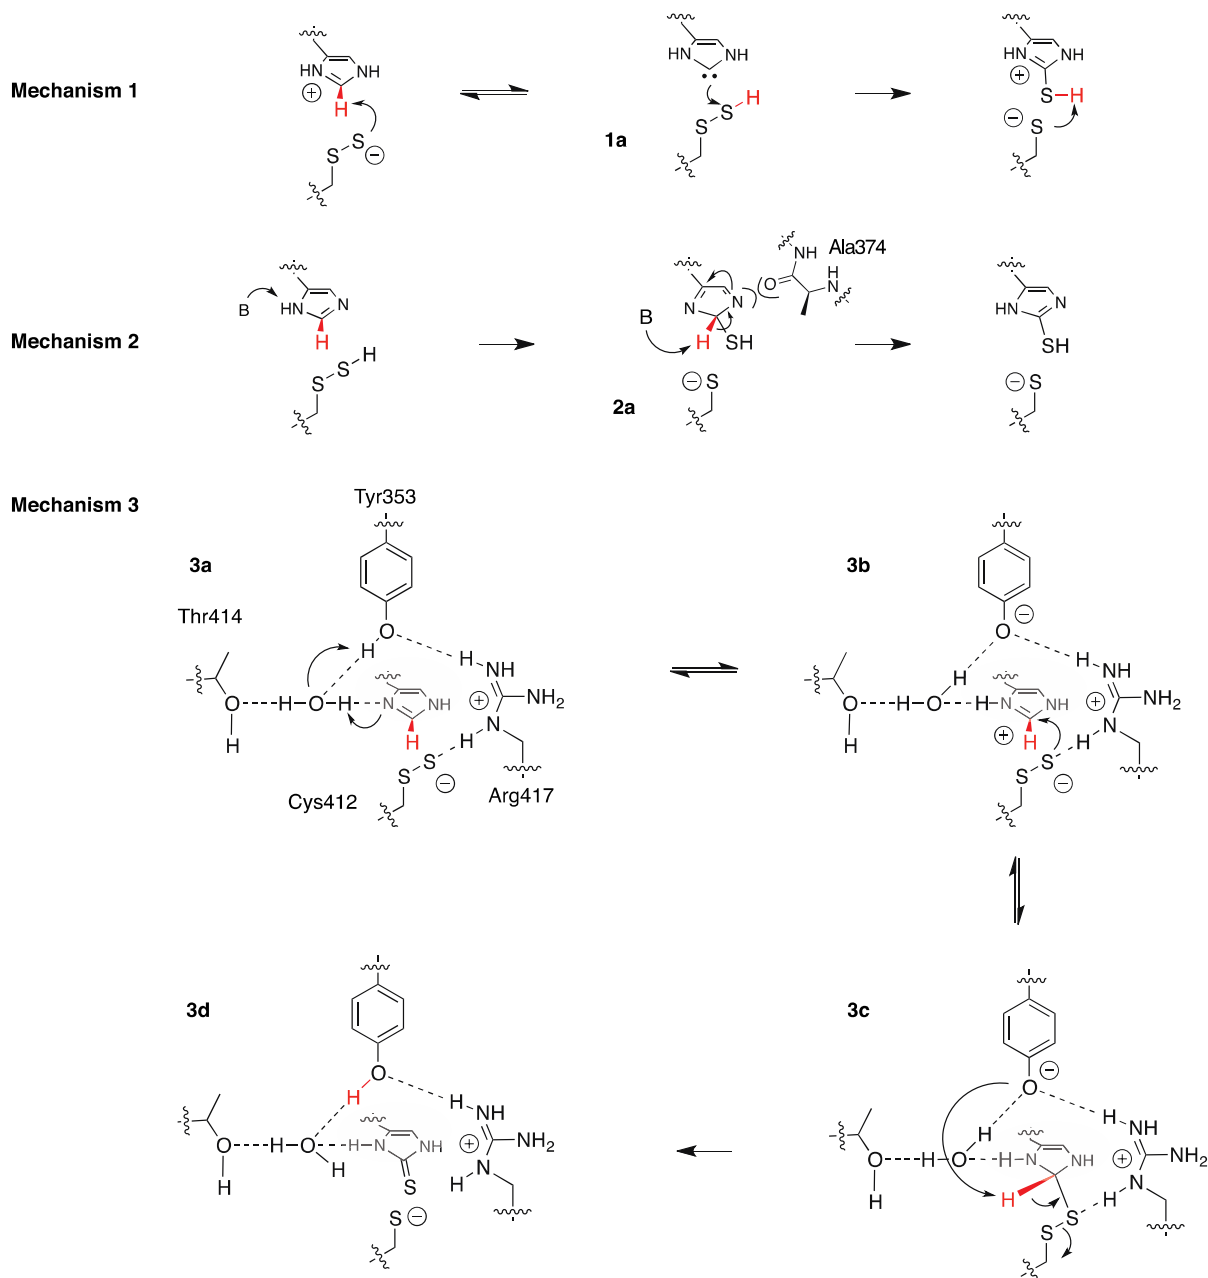 Mechanism 1
HN
NH
+
H
S
S
−
HN
NH
••
H
S
S
1a
HN
NH
+
S–H
−
S
Mechanism 2
B
HN
N
H
H
S
S
NH
Ala374
O
N
H
N
N
B
H
SH
− S
2a
HN
N
SH
− S
Mechanism 3
Tyr353
3a
Thr414
O
H
H
NH
O
H
H
O
H
N
NH
+
NH2
H
N
H
S
S
−
Cys412
Arg417
3b
O
−
H
NH
H
O
H
H
O
H
N
NH
+
NH2
+
H
H
N
S
S
−
3d
O
H
H
NH
O
H
H
O
H
H
N
NH
+
NH2
H
N
S
S
−
3c
O
−
H
NH
H
O
H
H
O
H
N
NH
+
NH2
H
H
N
S
S